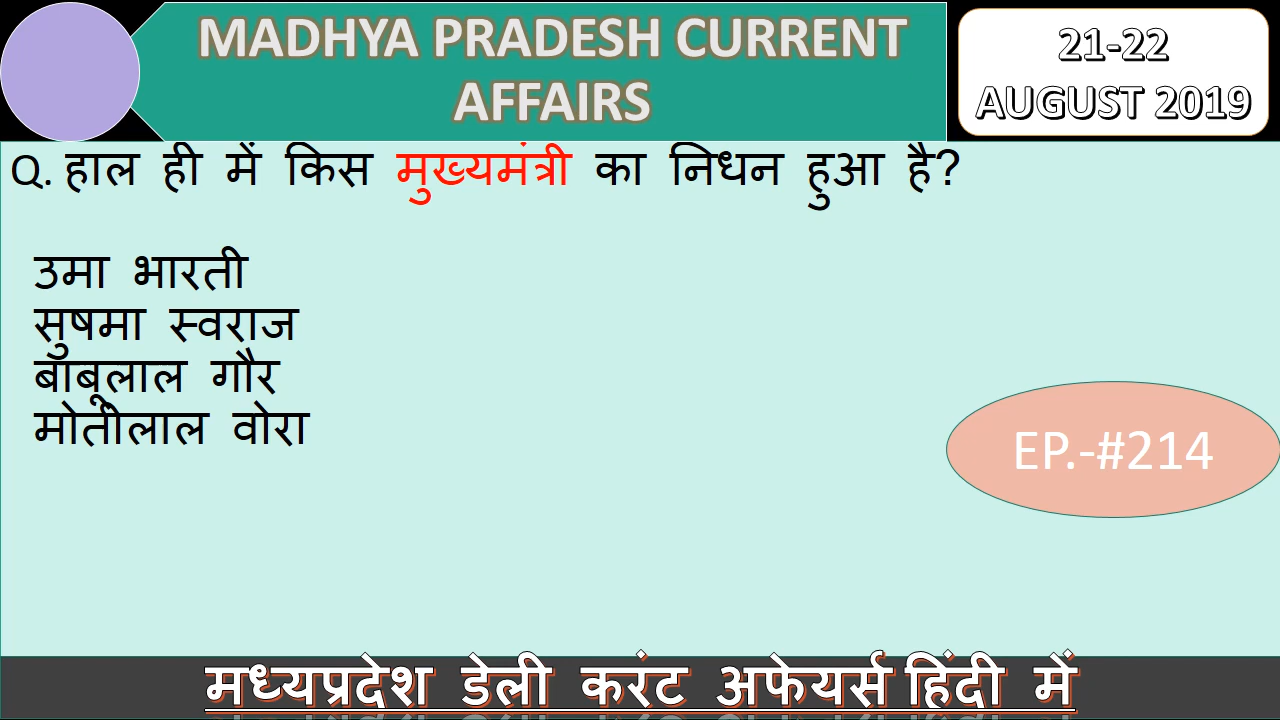 MADHYA PRADESH CURRENT
AFFAIRS
21-22
AUGUST 2019
Q. हाल ही में किस मुख्यमंत्री का निधन हुआ है?
उमा भारती
सुषमा स्वराज
बाबूलाल गौर
मोतीलाल वोरा
EP.-#214
मध्यप्रदेश डेली करंट अफेयर्स हिंदी में